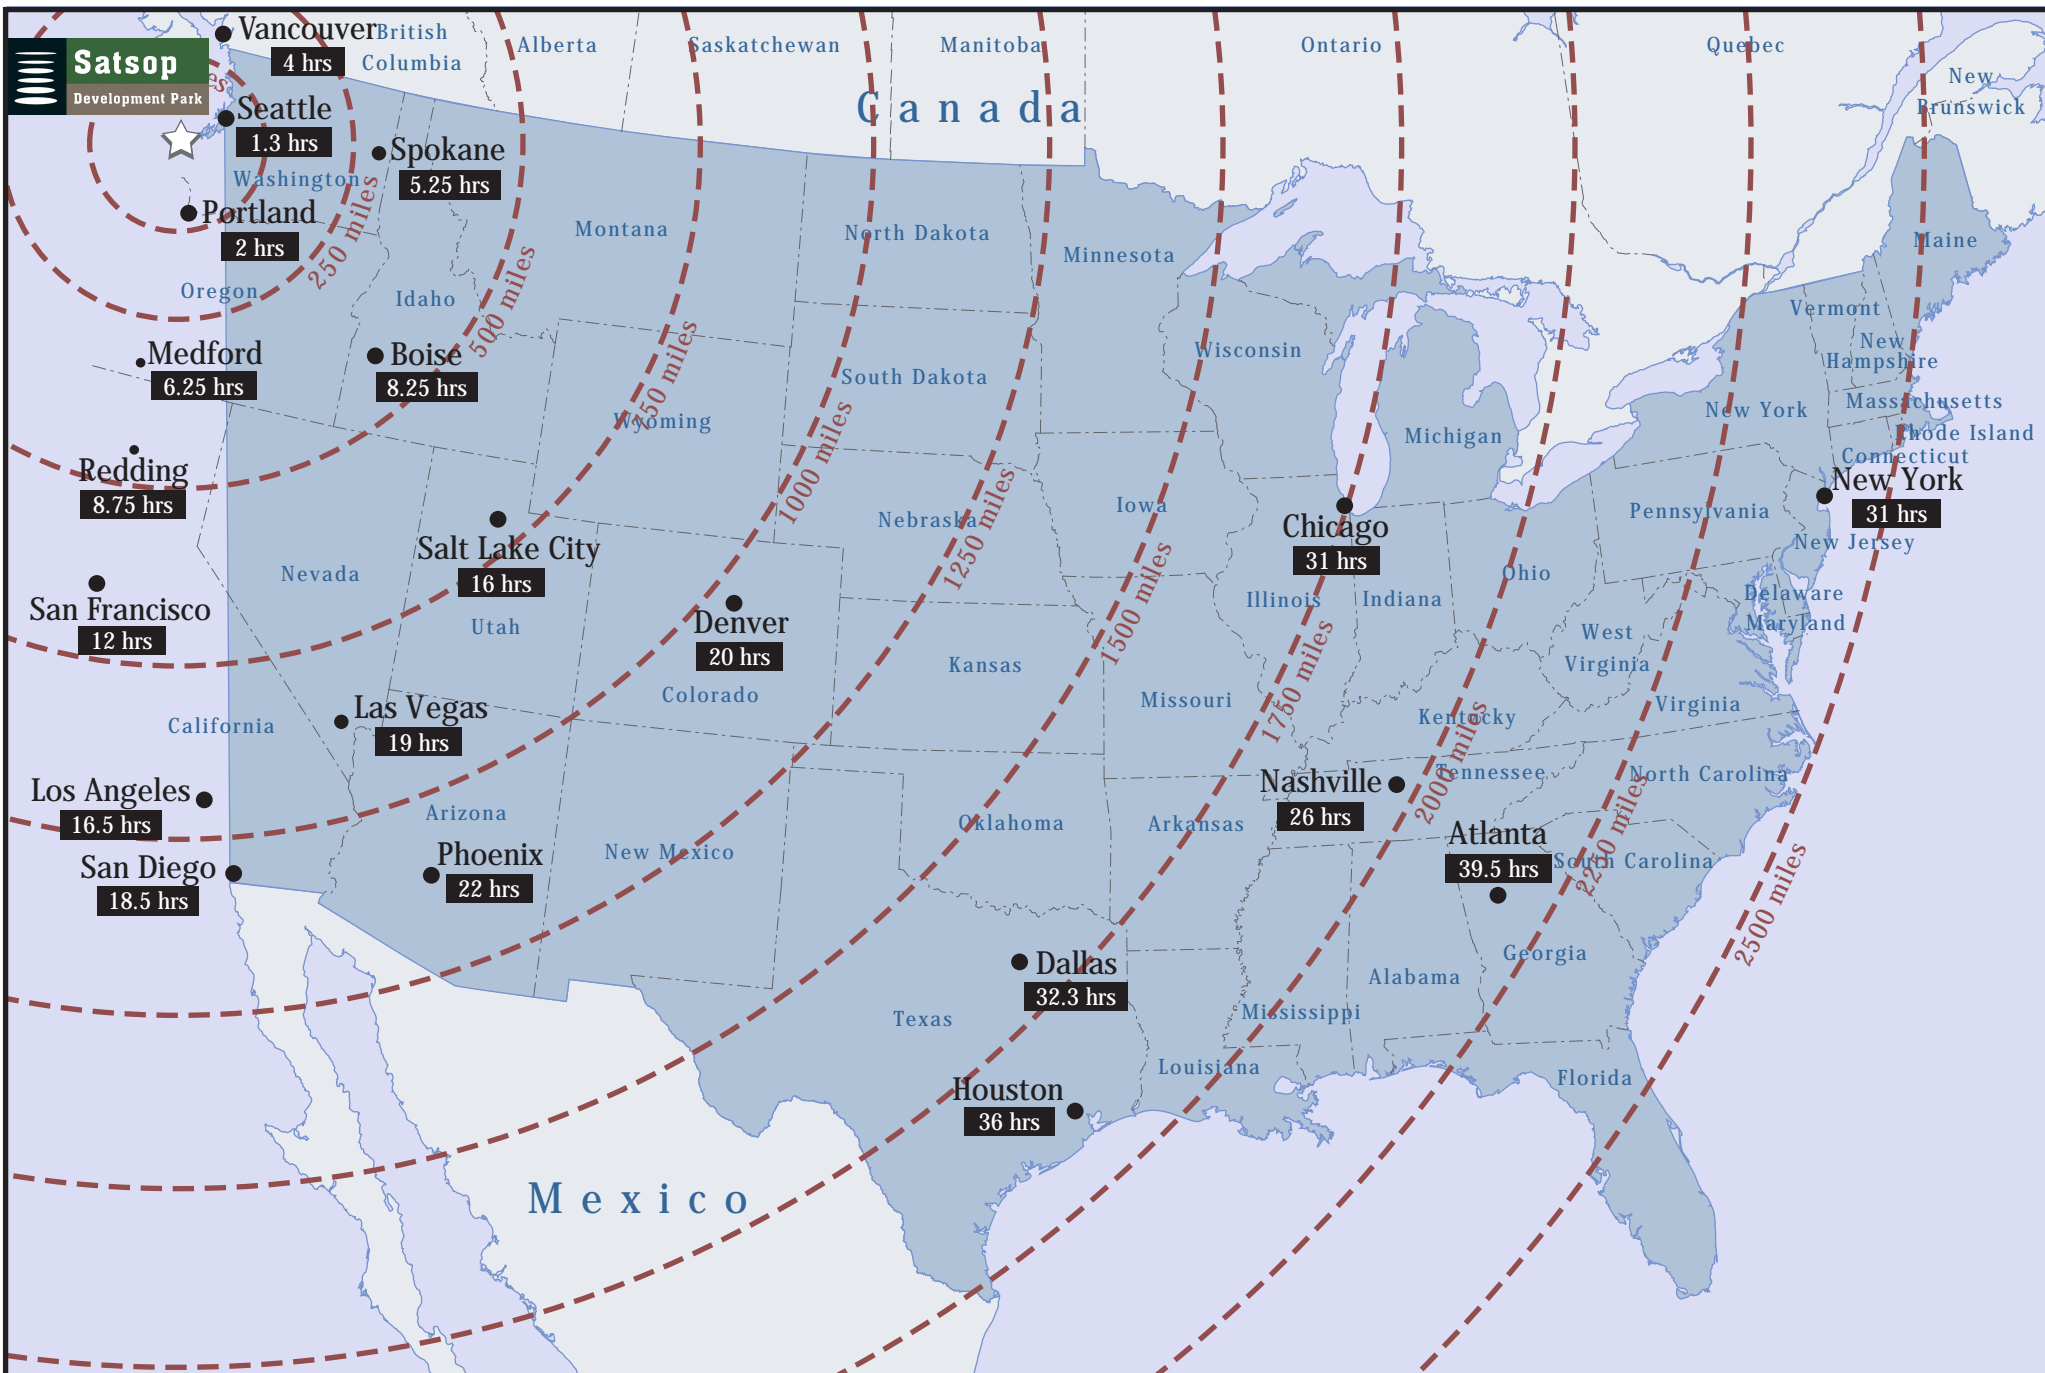 Vancouver
4 hrs
British
Columbia
Alberta
Saskatchewan
Manitoba
Ontario
Quebec
New
Brunswick
Canada
Satsop
Development Park
Seattle
1.3 hrs
Spokane
5.25 hrs
Washington
Portland
2 hrs
250 miles
Oregon
Idaho
Montana
North Dakota
Minnesota
Maine
500 miles
Medford
6.25 hrs
Boise
8.25 hrs
750 miles
Wyoming
South Dakota
Wisconsin
Michigan
Vermont
New
Hampshire
New York
Massachusetts
Rhode Island
Connecticut
New York
31 hrs
Redding
8.75 hrs
1000 miles
1250 miles
Nebraska
Iowa
Chicago
31 hrs
Pennsylvania
New Jersey
Salt Lake City
16 hrs
Nevada
Utah
San Francisco
12 hrs
Denver
20 hrs
Colorado
Kansas
1500 miles
Illinois
Indiana
Ohio
Delaware
Maryland
West
Virginia
Virginia
Missouri
1750 miles
Kentucky
Las Vegas
19 hrs
California
Los Angeles
16.5 hrs
Arizona
New Mexico
Oklahoma
Arkansas
Nashville
26 hrs
Tennessee
2000 miles
North Carolina
Atlanta
39.5 hrs
2250 miles
South Carolina
2500 miles
San Diego
18.5 hrs
Phoenix
22 hrs
Dallas
32.3 hrs
Texas
Mississippi
Alabama
Georgia
Louisiana
Florida
Houston
36 hrs
Mexico